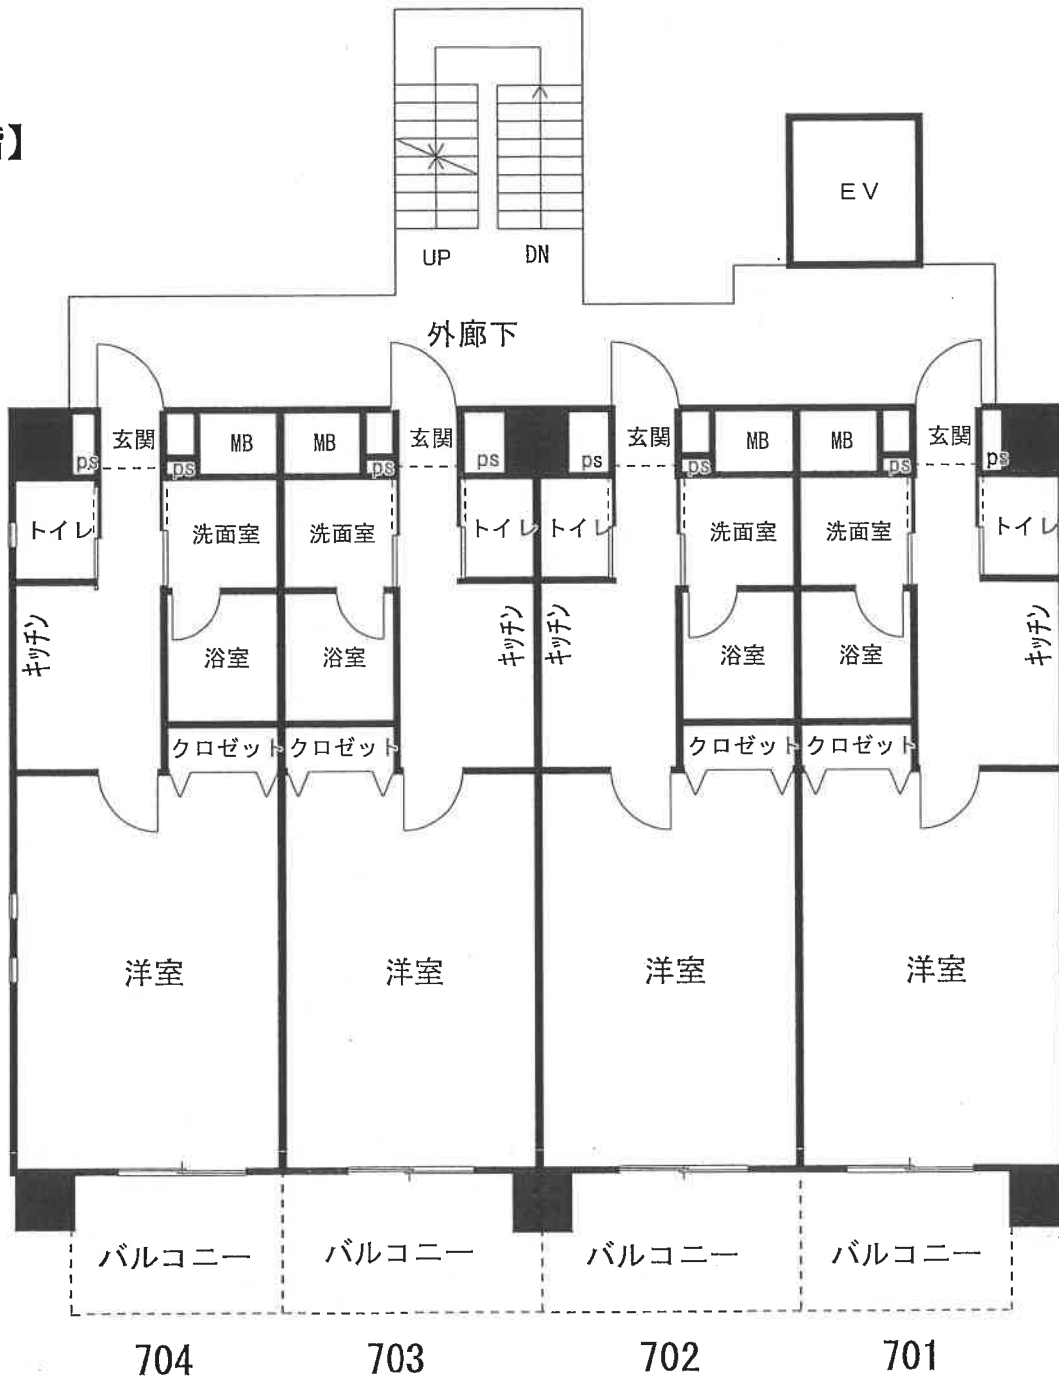 】
EV
UP DN
外廊下
玄関 MB MB 玄関 玄関 MB MB 玄関
ps ps ps ps ps ps ps ps
トイレ 洗面室 洗面室 トイレ トイレ 洗面室 洗面室 トイレ
キッチン 浴室 浴室 キッチン キッチン 浴室 浴室 キッチン
クロゼット クロゼット クロゼット クロゼット
洋室 洋室 洋室 洋室
バルコニー バルコニー バルコニー バルコニー
704 703 702 701